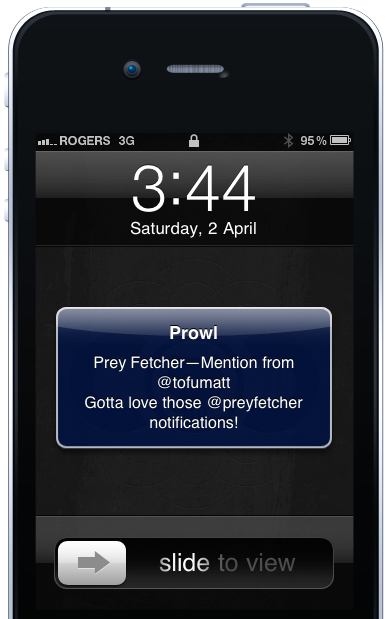 ROGERS 3G 95%
3:44
Saturday, 2 April
Prowl
Prey Fetcher—Mention from
@tofumatt
Gotta love those @preyfetcher
notifications!
slide to view